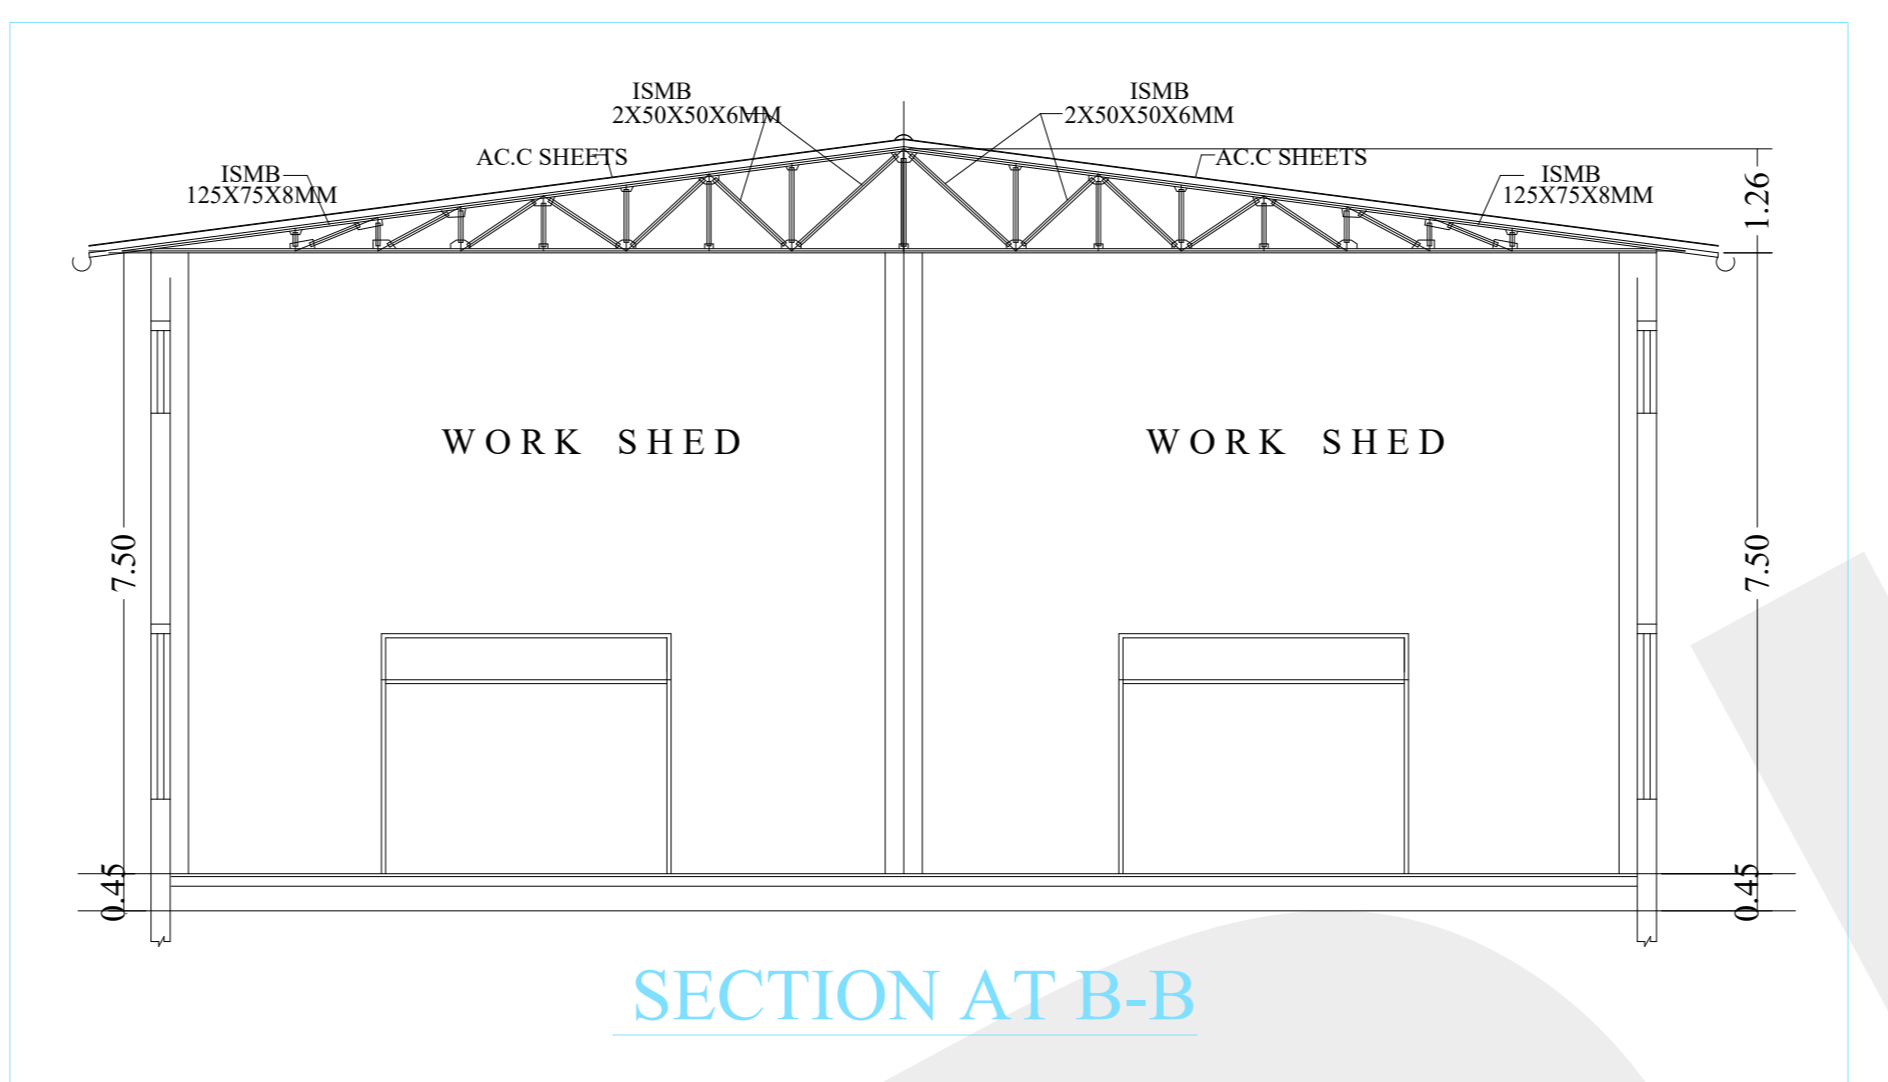 ISMB
2X50X50X6MM
ISMB
2X50X50X6MM
AC.C SHEETS
AC.C SHEETS
ISMB
125X75X8MM
ISMB
125X75X8MM
1.26
WORK SHED
WORK SHED
7.50
7.50
0.45
0.45
SECTION AT B-B